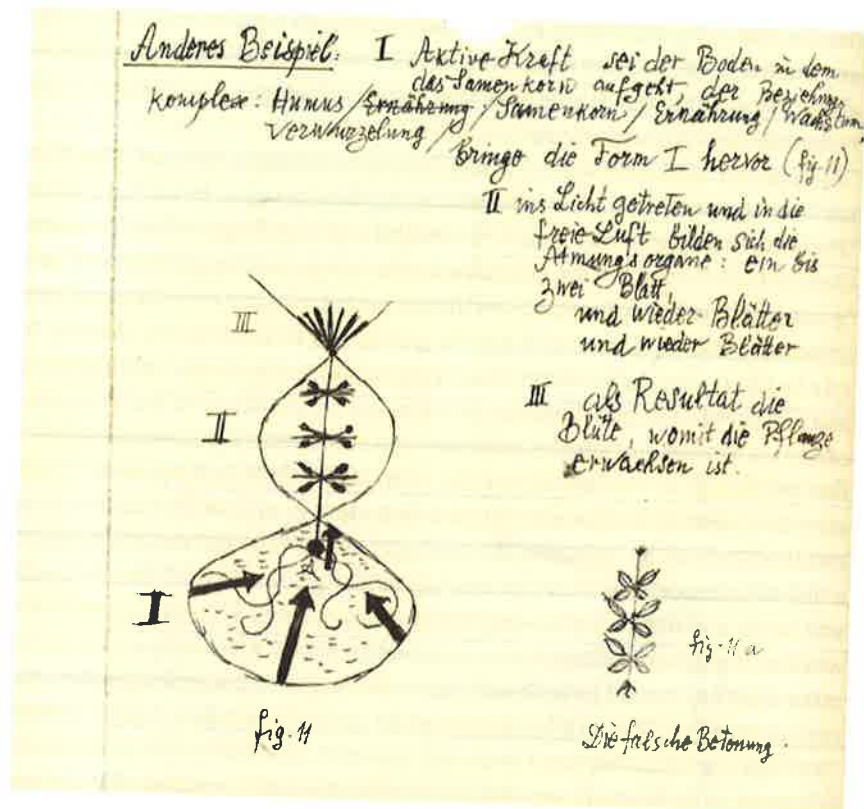 Anderes Beispiel: I Aktive Kraft sei der Boden in dem
das Samenkorn aufgeht, der Beziehungs
komplex: Humus / Ernährung / Samenkorn / Ernährung / Wachstum
Verwurzelung /
bringe die Form I hervor (fig. 11)
II ins Licht getreten und in die
freie Luft bilden sich die
Atmungsorgane: ein bis
zwei Blatt,
und wieder Blätter
und wieder Blätter
III als Resultat die
Blüte, womit die Pflanze
erwachsen ist.
III
II
I
fig. 11
fig. 11 a
Die falsche Betonung.